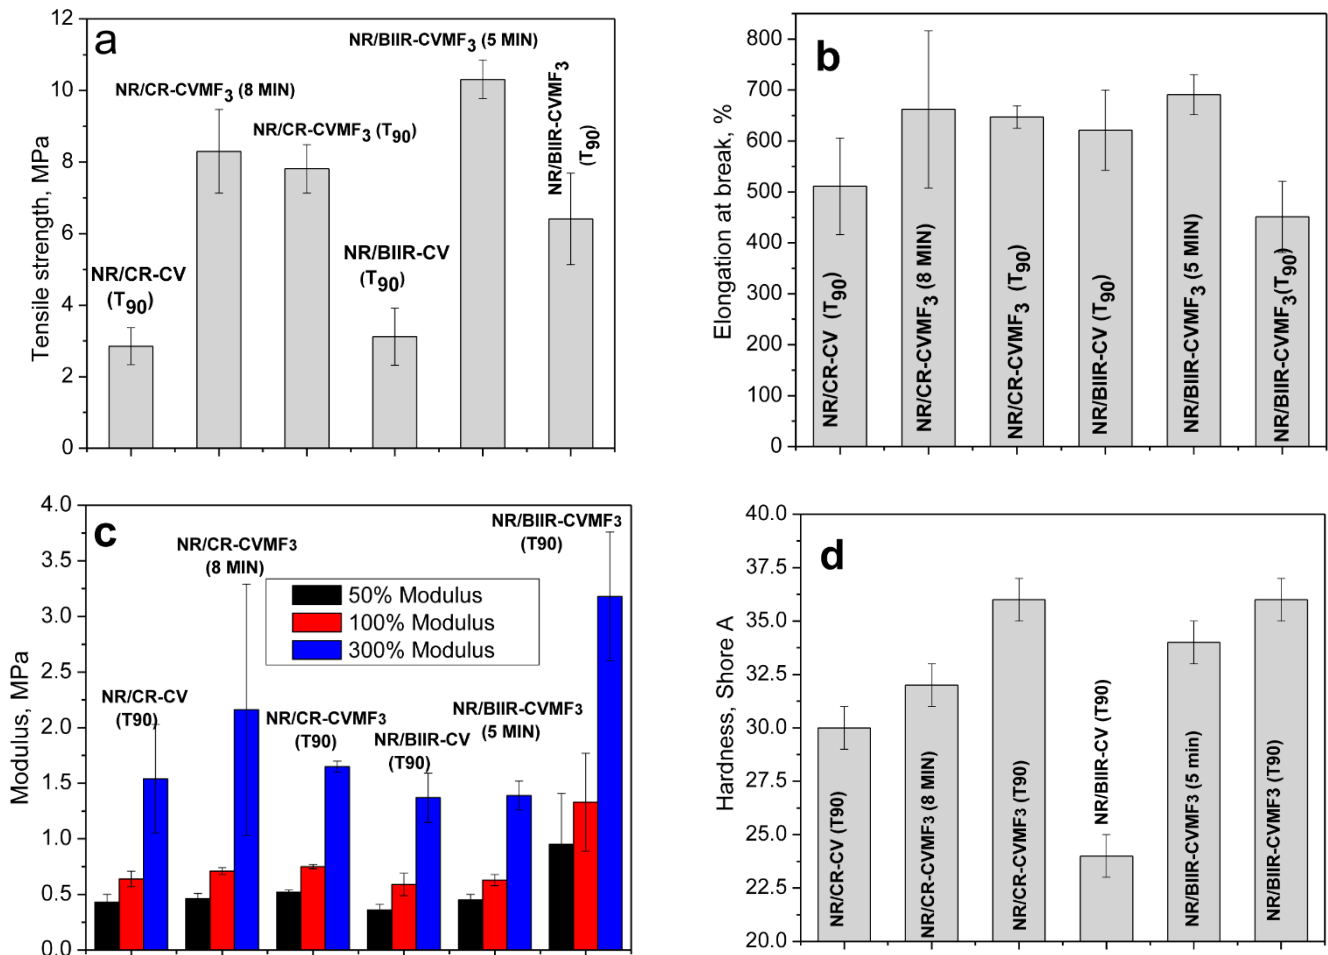 a
Tensile strength, MPa
12
10
8
6
4
2
0
NR/CR-CV
(T90)
NR/CR-CVMF3 (8 MIN)
NR/CR-CVMF3 (T90)
NR/BIIR-CV
(T90)
NR/BIIR-CVMF3 (5 MIN)
NR/BIIR-CVMF3
(T90)
b
Elongation at break, %
800
700
600
500
400
300
200
100
0
NR/CR-CV (T90)
NR/CR-CVMF3 (8 MIN)
NR/CR-CVMF3 (T90)
NR/BIIR-CV (T90)
NR/BIIR-CVMF3 (5 MIN)
NR/BIIR-CVMF3(T90)
c
Modulus, MPa
4.0
3.5
3.0
2.5
2.0
1.5
1.0
0.5
0.0
NR/CR-CV
(T90)
NR/CR-CVMF3
(8 MIN)
NR/CR-CVMF3
(T90)
NR/BIIR-CV
(T90)
NR/BIIR-CVMF3
(5 MIN)
NR/BIIR-CVMF3
(T90)
50% Modulus
100% Modulus
300% Modulus
d
Hardness, Shore A
40.0
37.5
35.0
32.5
30.0
27.5
25.0
22.5
20.0
NR/CR-CV (T90)
NR/CR-CVMF3 (8 MIN)
NR/CR-CVMF3 (T90)
NR/BIIR-CV (T90)
NR/BIIR-CVMF3 (5 min)
NR/BIIR-CVMF3 (T90)